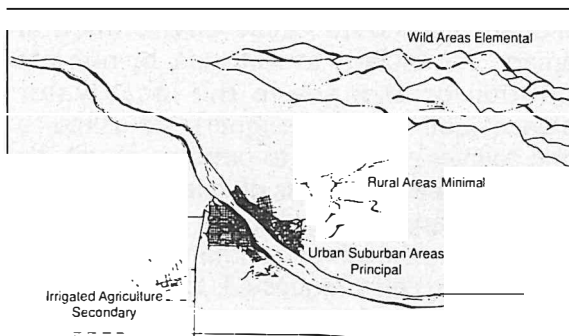 Wild Areas Elemental
Rural Areas Minimal
Urban Suburban Areas
Principal
Irrigated Agriculture
Secondary